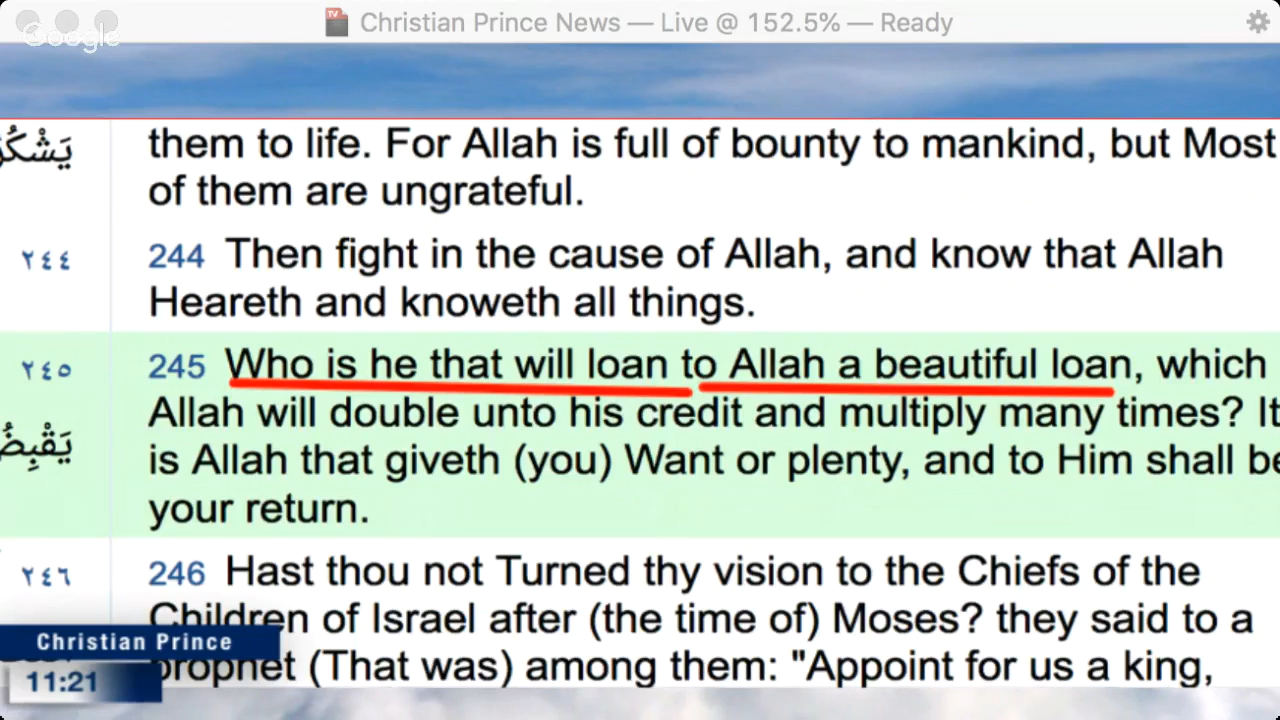 Christian Prince News — Live @ 152.5% — Ready
Google
them to life. For Allah is full of bounty to mankind, but Most
of them are ungrateful.
٢٤٤ 244 Then fight in the cause of Allah, and know that Allah
Heareth and knoweth all things.
٢٤٥ 245 Who is he that will loan to Allah a beautiful loan, which
Allah will double unto his credit and multiply many times? It
is Allah that giveth (you) Want or plenty, and to Him shall be
your return.
٢٤٦ 246 Hast thou not Turned thy vision to the Chiefs of the
Children of Israel after (the time of) Moses? they said to a
prophet (That was) among them: "Appoint for us a king,
Christian Prince
11:21